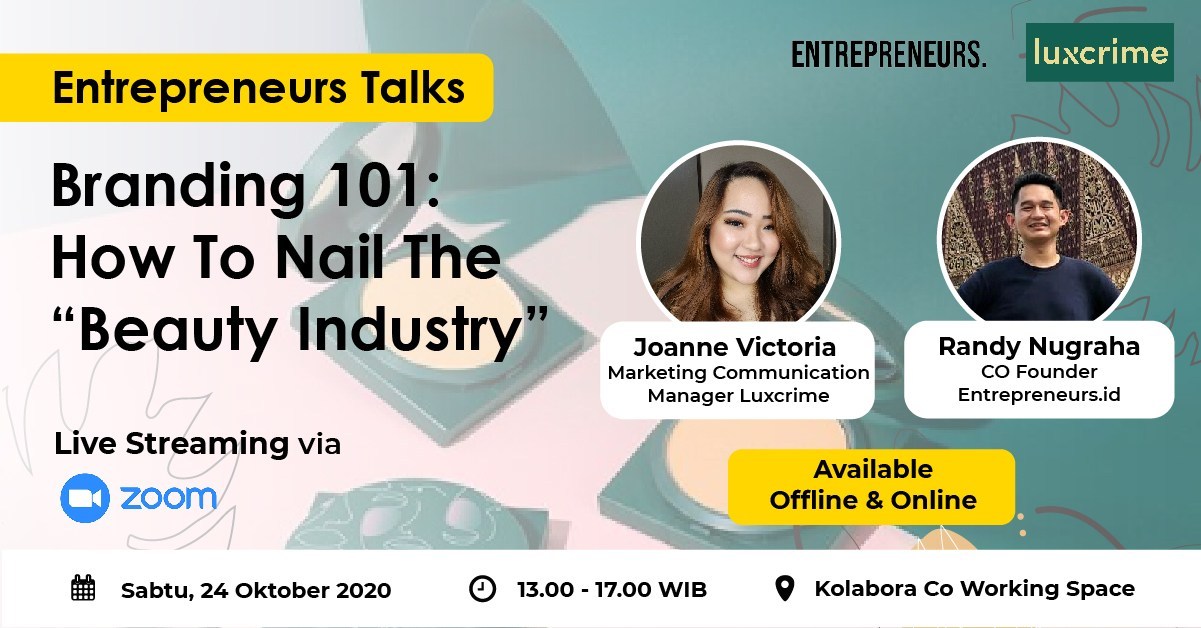 ENTREPRENEURS.
luxcrime
Entrepreneurs Talks
Branding 101:
How To Nail The
“Beauty Industry”
Joanne Victoria
Marketing Communication
Manager Luxcrime
Randy Nugraha
CO Founder
Entrepreneurs.id
Live Streaming via
zoom
Available
Offline & Online
Sabtu, 24 Oktober 2020
13.00 - 17.00 WIB
Kolabora Co Working Space